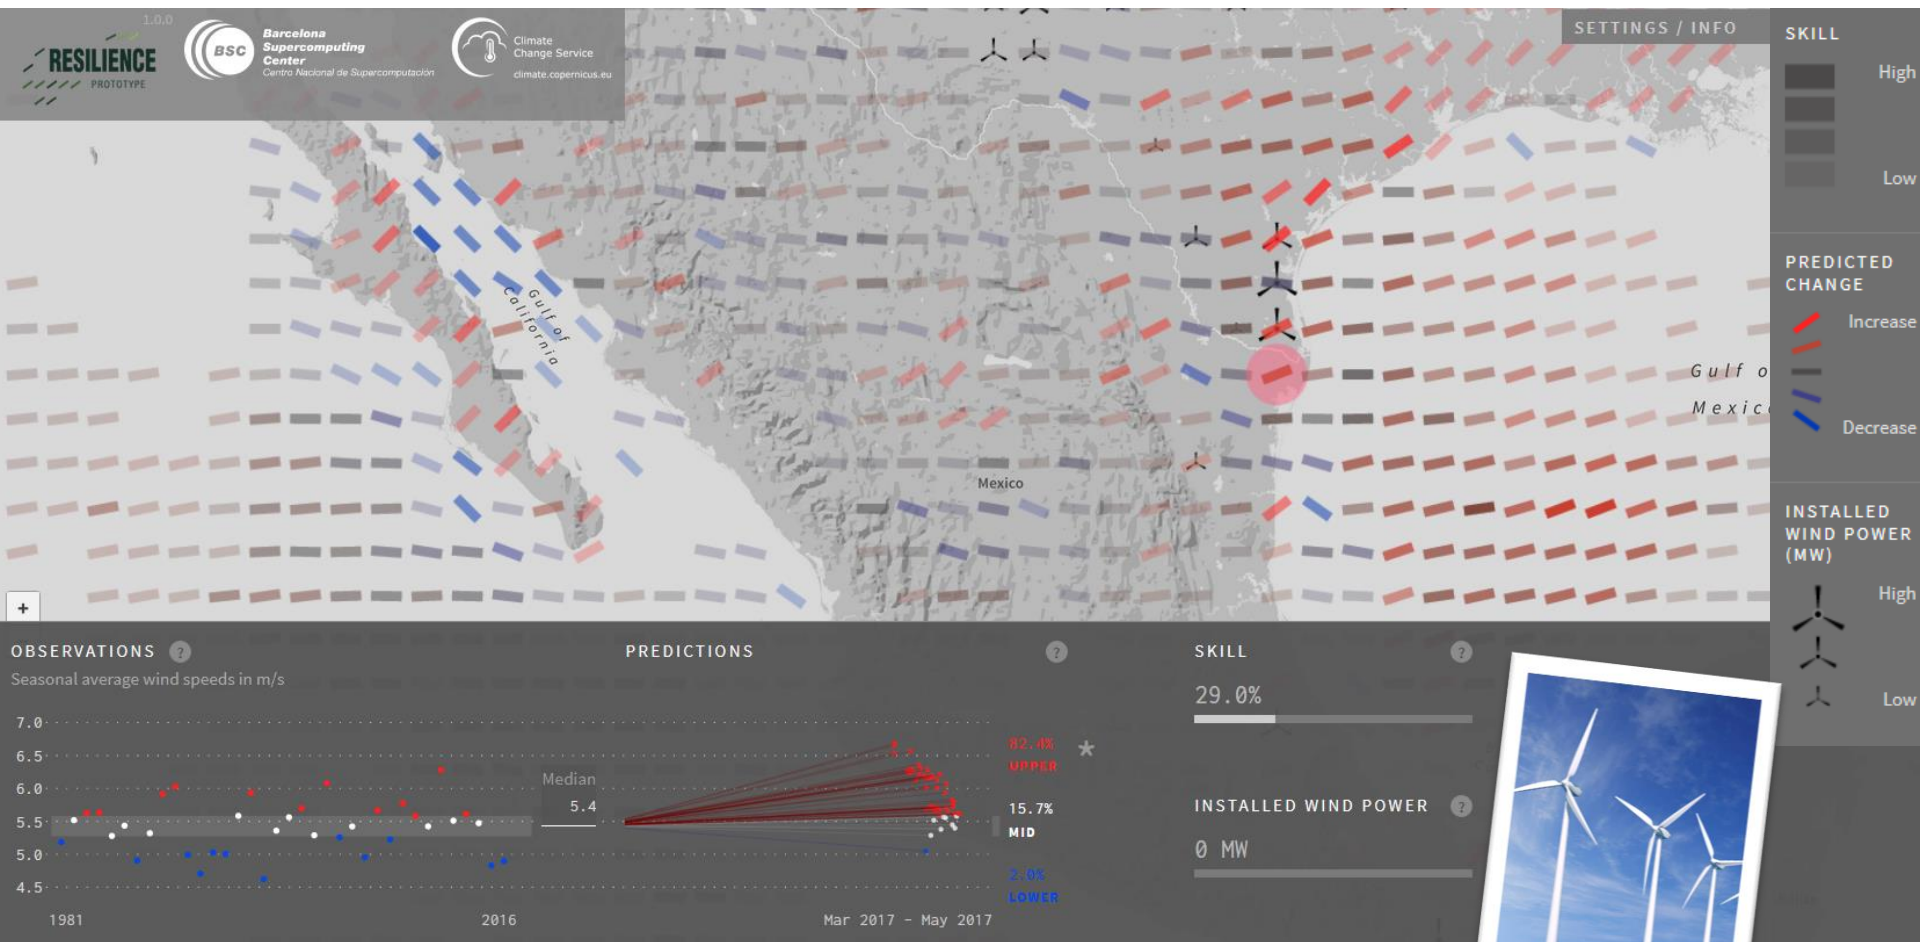 1.0.0
RESILIENCE
PROTOTYPE
BSC
Barcelona
Supercomputing
Center
Centro Nacional de Supercomputación
Climate
Change Service
climate.copernicus.eu
SETTINGS / INFO
SKILL
High
Low
PREDICTED
CHANGE
Increase
Decrease
INSTALLED
WIND POWER
(MW)
High
Low
Gulf of
California
Mexico
Gulf o
Mexic
+
OBSERVATIONS ?
Seasonal average wind speeds in m/s
7.0
6.5
6.0
5.5
5.0
4.5
1981
2016
Median
5.4
PREDICTIONS ?
82.4%
UPPER
*
15.7%
MID
2.0%
LOWER
Mar 2017 - May 2017
SKILL ?
29.0%
INSTALLED WIND POWER ?
0 MW